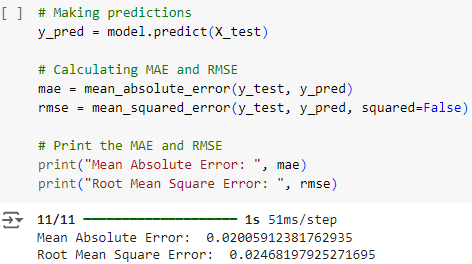 [ ] # Making predictions
y_pred = model.predict(X_test)
# Calculating MAE and RMSE
mae = mean_absolute_error(y_test, y_pred)
rmse = mean_squared_error(y_test, y_pred, squared=False)
# Print the MAE and RMSE
print("Mean Absolute Error: ", mae)
print("Root Mean Square Error: ", rmse)
11/11 ━━━━━━━━━━━━━━━━━━━━ 1s 51ms/step
Mean Absolute Error:  0.02005912381762935
Root Mean Square Error:  0.02468197925271695